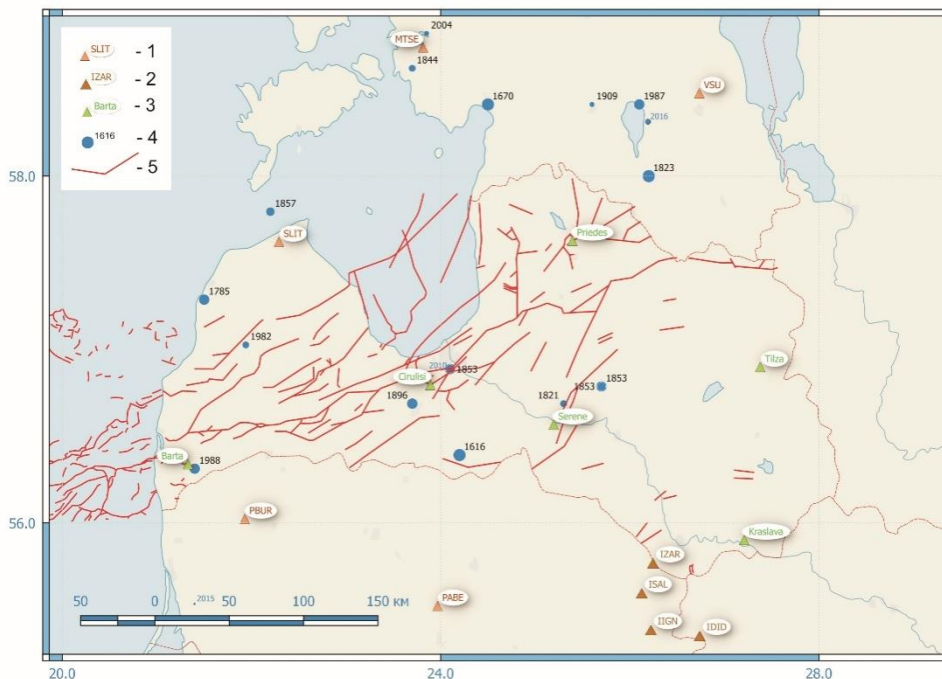 2004
MTSE
SLIT - 1
1844
IZAR - 2
VSU
1670
1909
1987
Barta - 3
2016
1616 - 4
- 5
58.0
1823
1857
Priedes
SLIT
1785
1982
2010
1853
Tilza
Cirulisi
1853
1853
1896
1821
Serene
1616
Barta
1988
56.0
PBUR
Kraslava
IZAR
ISAL
PABE
50 0 .2015 50 100 150 KM
IIGN
IDID
20.0 24.0 28.0